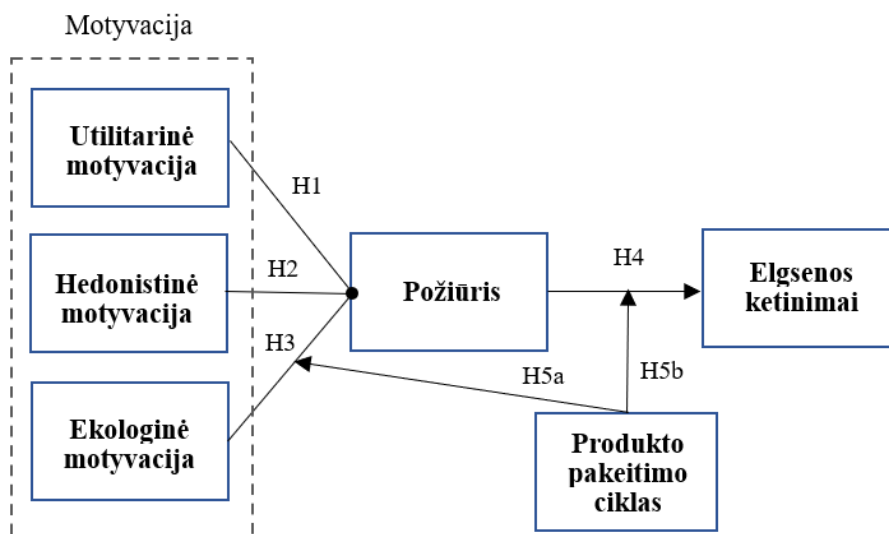 Motyvacija
Utilitarinė
motyvacija
H1
H2
Hedonistinė
motyvacija
Požiūris
H4
Elgsenos
ketinimai
H3
H5a
H5b
Ekologinė
motyvacija
Produkto
pakeitimo
ciklas